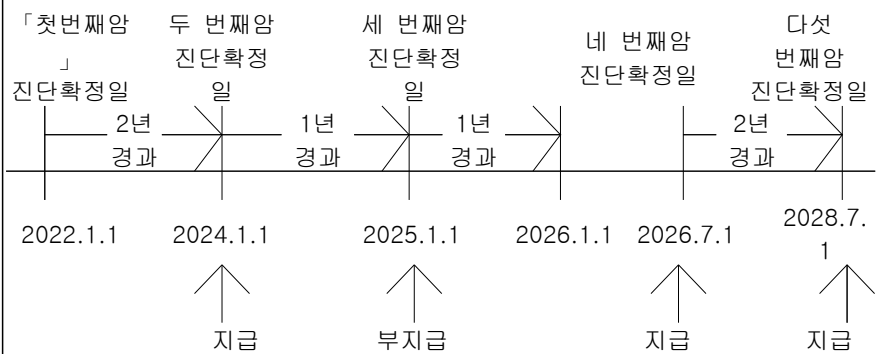 「첫번째암
」
진단확정일
두 번째암
진단확정
일
세 번째암
진단확정
일
네 번째암
진단확정일
다섯
번째암
진단확정일
2년
경과
1년
경과
1년
경과
2년
경과
2022.1.1
2024.1.1
2025.1.1
2026.1.1
2026.7.1
2028.7.
1
지급
부지급
지급
지급